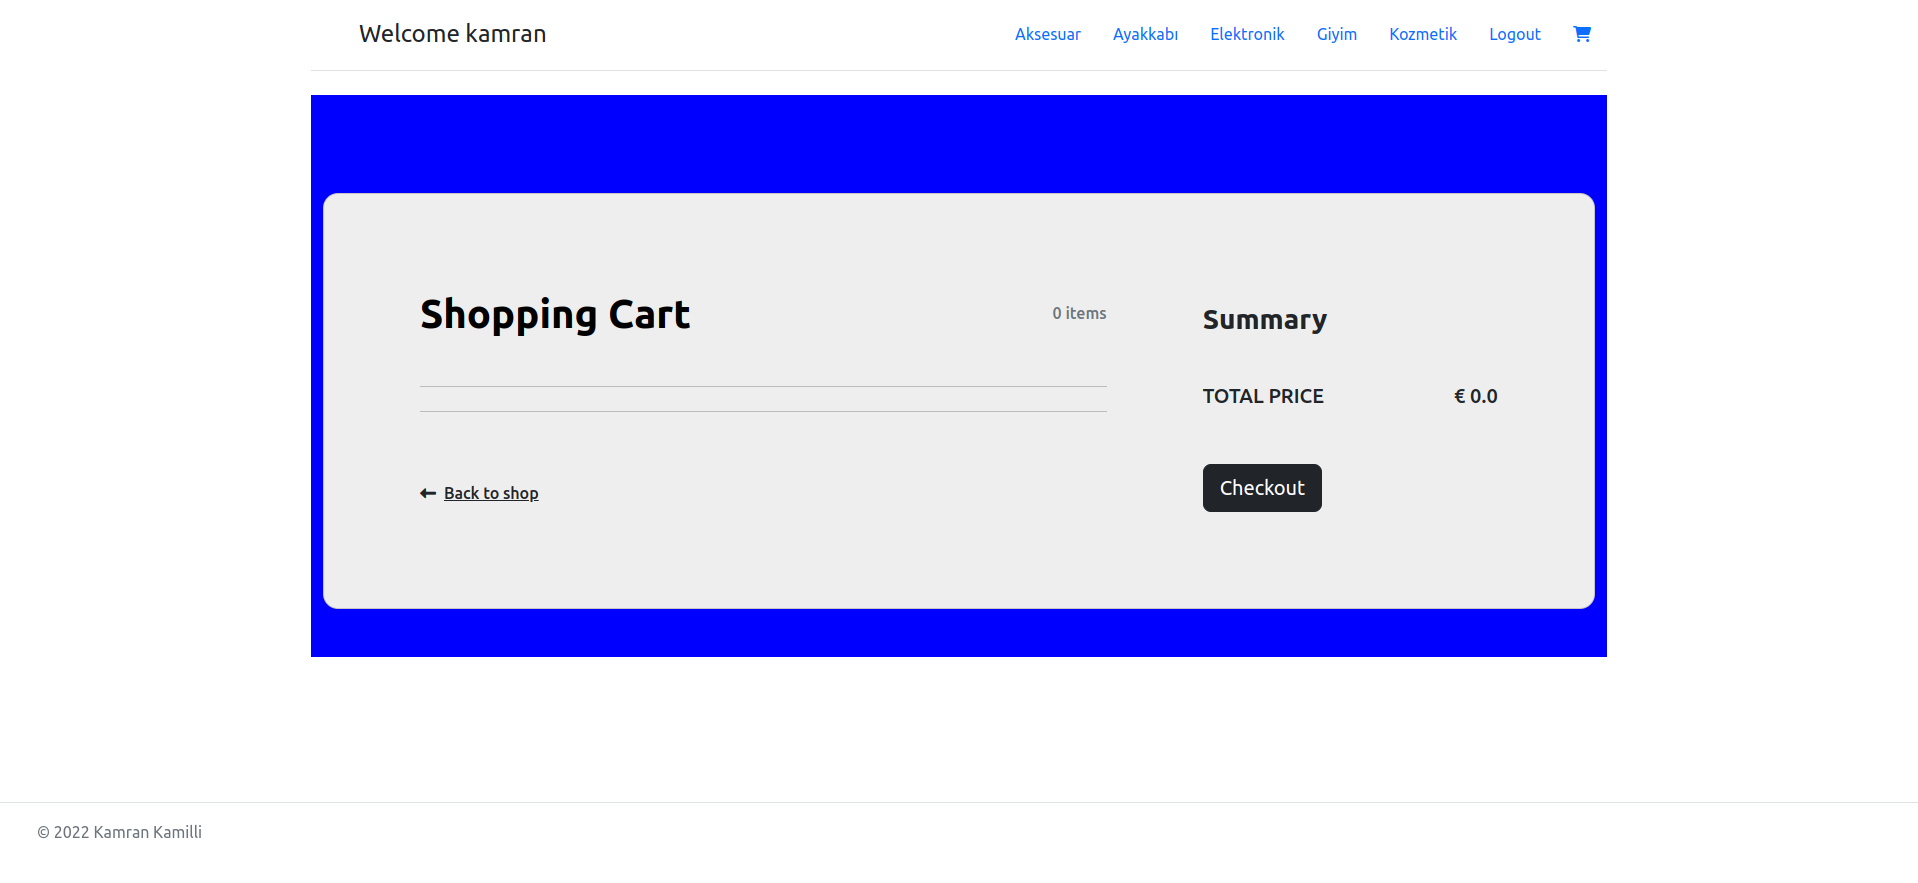 Welcome kamran
Aksesuar Ayakkabı Elektronik Giyim Kozmetik Logout
Shopping Cart
0 items
Back to shop
Summary
TOTAL PRICE € 0.0
Checkout
© 2022 Kamran Kamilli